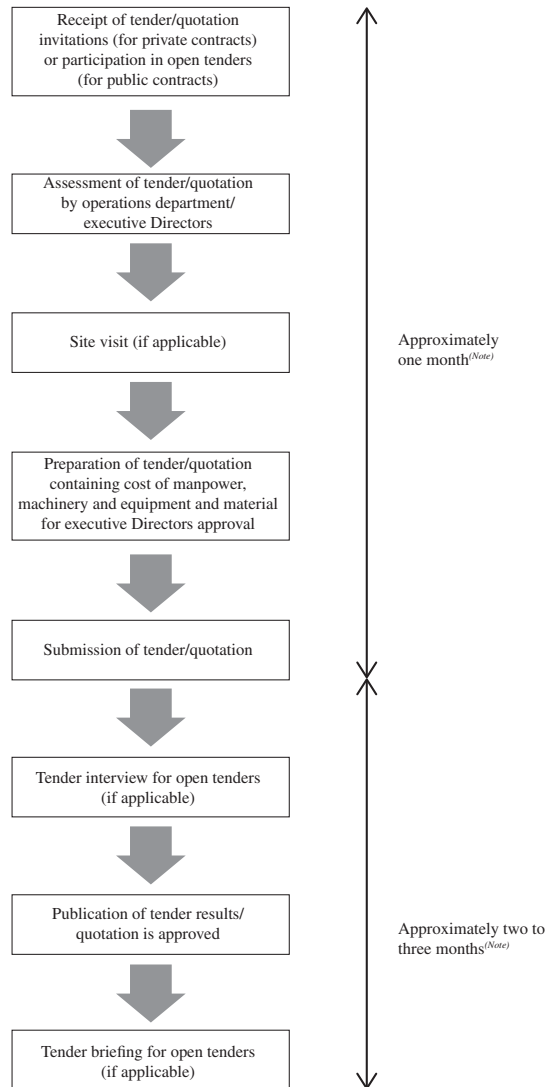 Receipt of tender/quotation
invitations (for private contracts)
or participation in open tenders
(for public contracts)
Assessment of tender/quotation
by operations department/
executive Directors
Site visit (if applicable)
Approximately
one month(Note)
Preparation of tender/quotation
containing cost of manpower,
machinery and equipment and material
for executive Directors approval
Submission of tender/quotation
Tender interview for open tenders
(if applicable)
Publication of tender results/
quotation is approved
Approximately two to
three months(Note)
Tender briefing for open tenders
(if applicable)